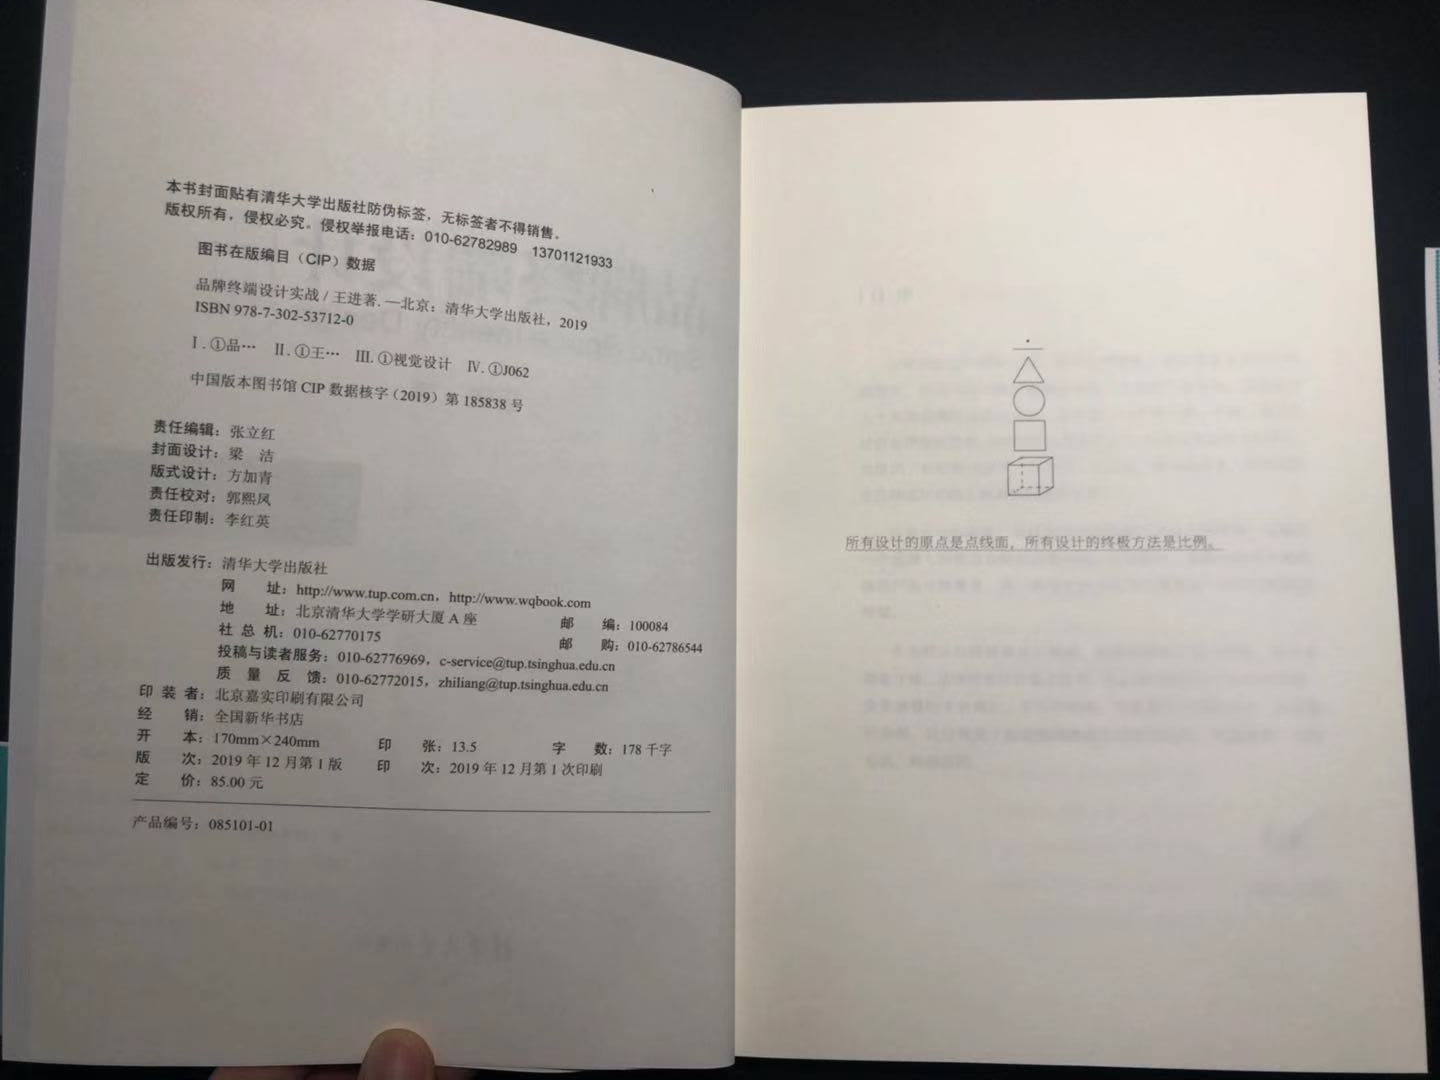 本书封面贴有清华大学出版社防伪标签，无标签者不得销售。
版权所有，侵权必究。侵权举报电话：010-62782989 13701121933
图书在版编目（CIP）数据
品牌终端设计实战 / 王进著. —北京：清华大学出版社，2019
ISBN 978-7-302-53712-0
Ⅰ. ①品… Ⅱ. ①王… Ⅲ. ①视觉设计 Ⅳ. ①J062
中国版本图书馆 CIP 数据核字（2019）第 185838 号
责任编辑：张立红
封面设计：梁 洁
版式设计：方加青
责任校对：郭熙凤
责任印制：李红英
出版发行：清华大学出版社
网 址：http://www.tup.com.cn，http://www.wqbook.com
地 址：北京清华大学学研大厦 A 座 邮 编：100084
社 总 机：010-62770175 邮 购：010-62786544
投稿与读者服务：010-62776969，c-service@tup.tsinghua.edu.cn
质 量 反 馈：010-62772015，zhiliang@tup.tsinghua.edu.cn
印 装 者：北京嘉实印刷有限公司
经 销：全国新华书店
开 本：170mm×240mm 印 张：13.5 字 数：178 千字
版 次：2019 年 12 月第 1 版 印 次：2019 年 12 月第 1 次印刷
定 价：85.00 元
产品编号：085101-01
所有设计的原点是点线面，所有设计的终极方法是比例。